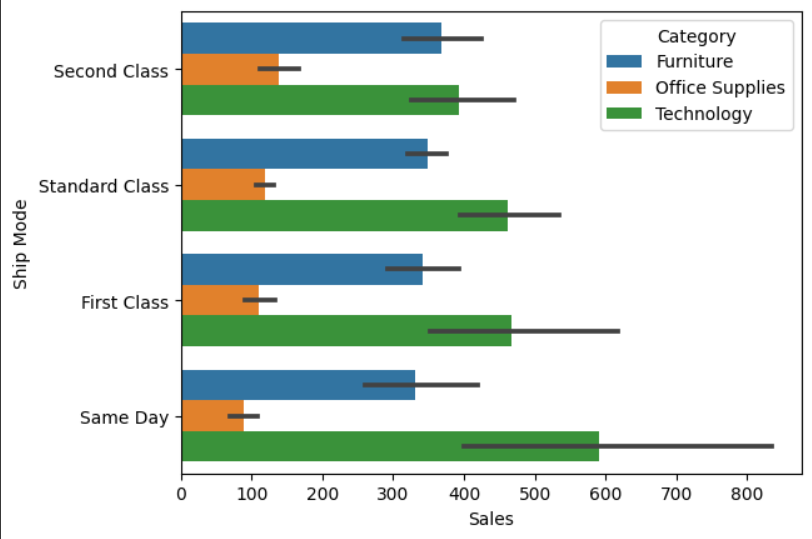 Category
Furniture
Office Supplies
Technology
Second Class
Standard Class
First Class
Same Day
Ship Mode
0 100 200 300 400 500 600 700 800
Sales